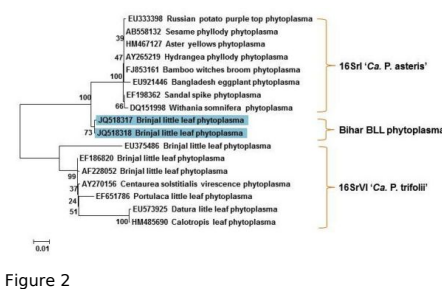 EU333398 Russian potato purple top phytoplasma
AB558132 Sesame phyllody phytoplasma
39
HM467127 Aster yellows phytoplasma
47
AY265219 Hydrangea phyllody phytoplasma
FJ853161 Bamboo witches broom phytoplasma
100
EU921446 Bangladesh eggplant phytoplasma
EF198362 Sandal spike phytoplasma
66
DQ151998 Withania somnifera phytoplasma
16SrI 'Ca. P. asteris'
100
JQ518317 Brinjal little leaf phytoplasma
73
JQ518318 Brinjal little leaf phytoplasma
Bihar BLL phytoplasma
EU375486 Brinjal little leaf phytoplasma
EF186820 Brinjal little leaf phytoplasma
AF228052 Brinjal little leaf phytoplasma
99
AY270156 Centaurea solstitialis virescence phytoplasma
37
EF651786 Portulaca little leaf phytoplasma
24
EU573925 Datura litle leaf phytoplasma
51
100
HM485690 Calotropis leaf phytoplasma
16SrVI 'Ca. P. trifolii'
0.01
Figure 2